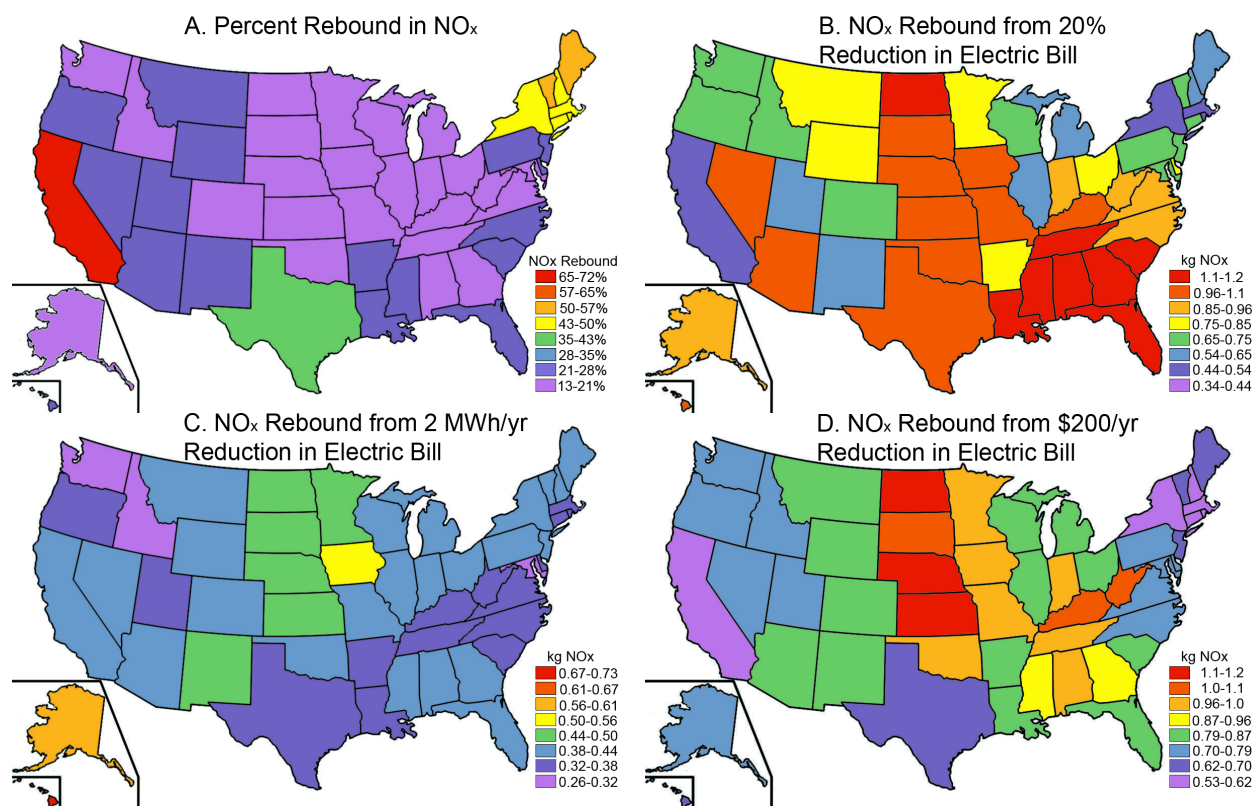 A. Percent Rebound in NOx
NOx Rebound
65-72%
57-65%
50-57%
43-50%
35-43%
28-35%
21-28%
13-21%
B. NOx Rebound from 20%
Reduction in Electric Bill
kg NOx
1.1-1.2
0.96-1.1
0.85-0.96
0.75-0.85
0.65-0.75
0.54-0.65
0.44-0.54
0.34-0.44
C. NOx Rebound from 2 MWh/yr
Reduction in Electric Bill
kg NOx
0.67-0.73
0.61-0.67
0.56-0.61
0.50-0.56
0.44-0.50
0.38-0.44
0.32-0.38
0.26-0.32
D. NOx Rebound from $200/yr
Reduction in Electric Bill
kg NOx
1.1-1.2
1.0-1.1
0.96-1.0
0.87-0.96
0.79-0.87
0.70-0.79
0.62-0.70
0.53-0.62